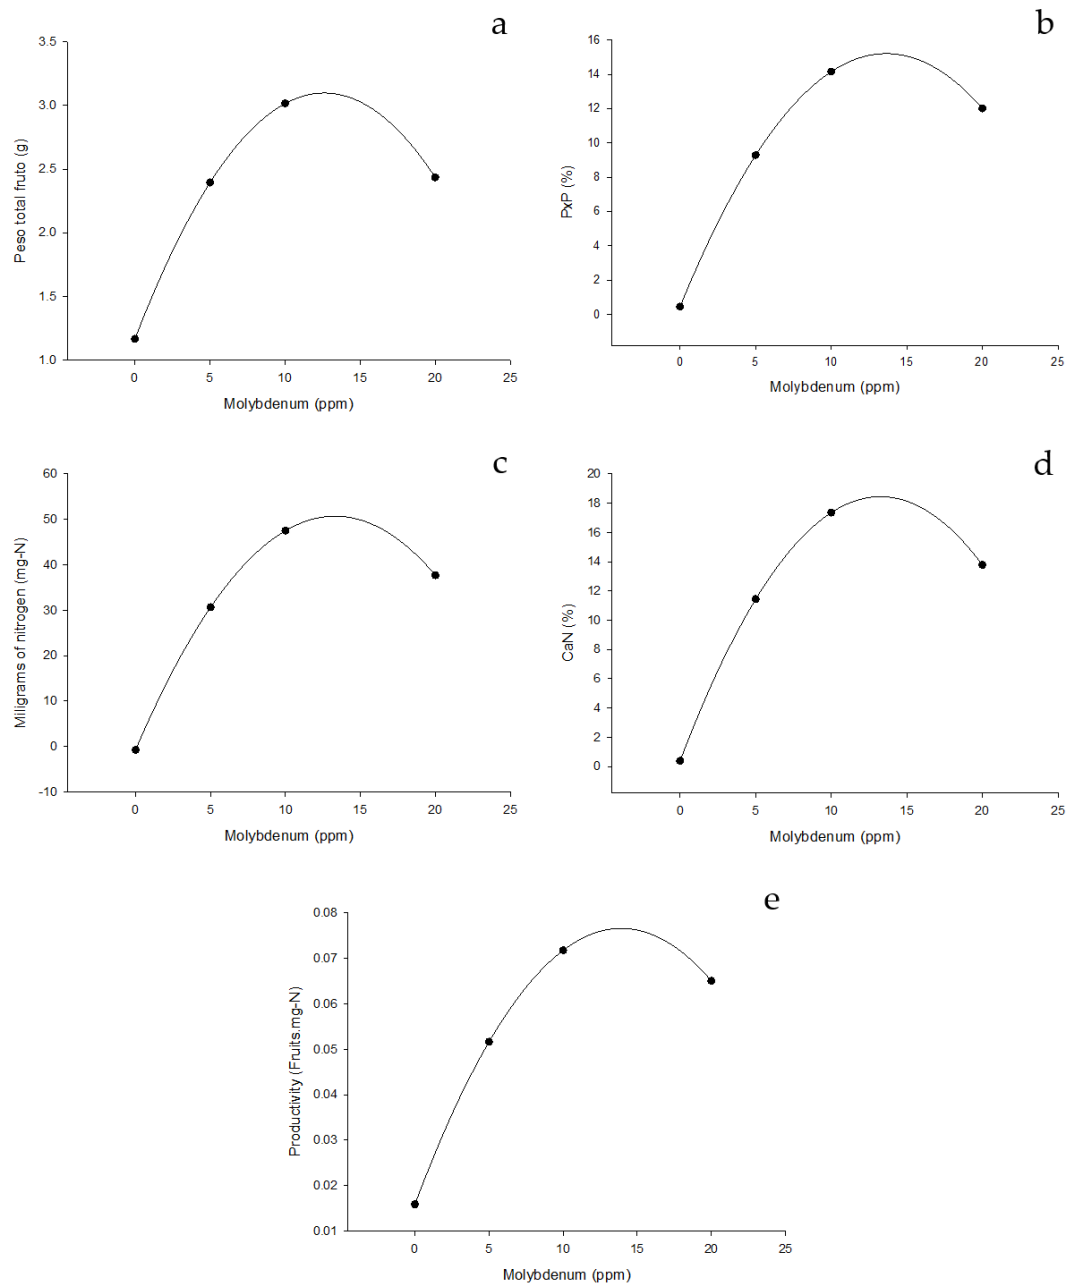 a
3.5
3.0
2.5
2.0
1.5
1.0
Peso total fruto (g)
0 5 10 15 20 25
Molybdenum (ppm)
b
16
14
12
10
8
6
4
2
0
PxP (%)
0 5 10 15 20 25
Molybdenum (ppm)
c
60
50
40
30
20
10
0
-10
Miligrams of nitrogen (mg-N)
0 5 10 15 20 25
Molybdenum (ppm)
d
20
18
16
14
12
10
8
6
4
2
0
CaN (%)
0 5 10 15 20 25
Molybdenum (ppm)
e
0.08
0.07
0.06
0.05
0.04
0.03
0.02
0.01
Productivity (Fruits.mg-N)
0 5 10 15 20 25
Molybdenum (ppm)